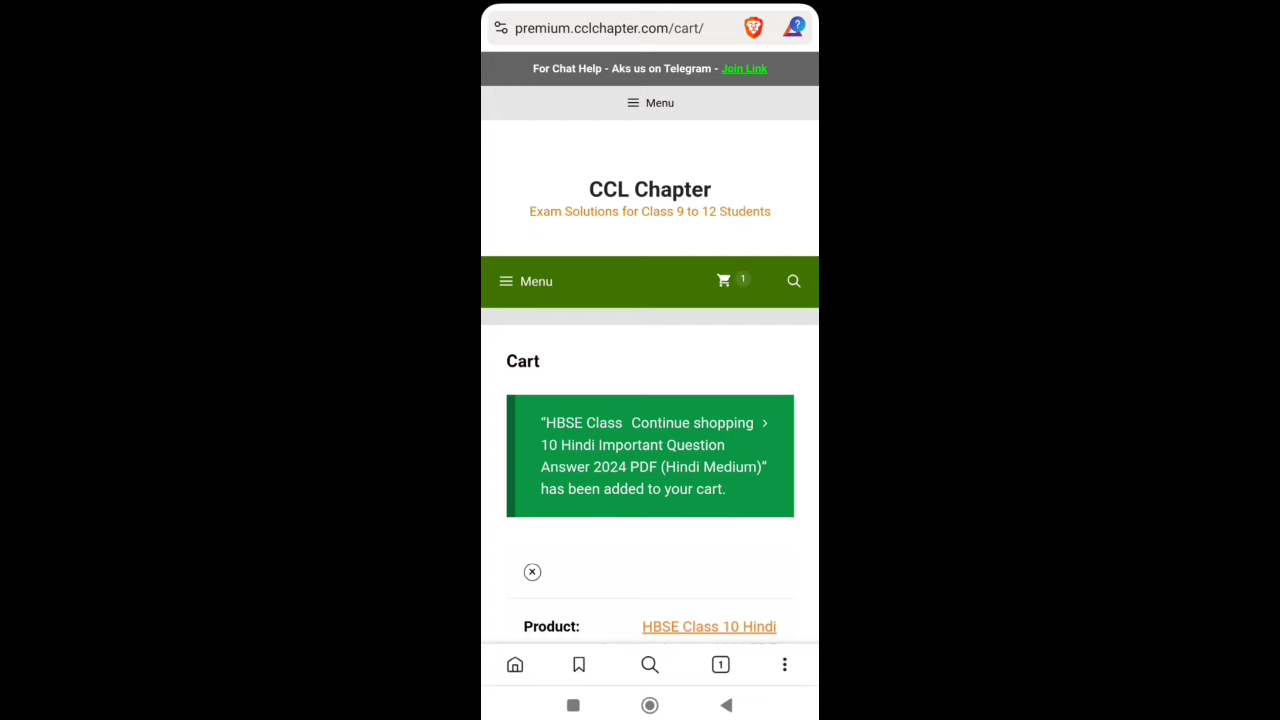 premium.cclchapter.com/cart/
?
For Chat Help - Aks us on Telegram - Join Link
Menu
CCL Chapter
Exam Solutions for Class 9 to 12 Students
Menu
1
Cart
“HBSE Class Continue shopping
10 Hindi Important Question
Answer 2024 PDF (Hindi Medium)”
has been added to your cart.
Product: HBSE Class 10 Hindi
1